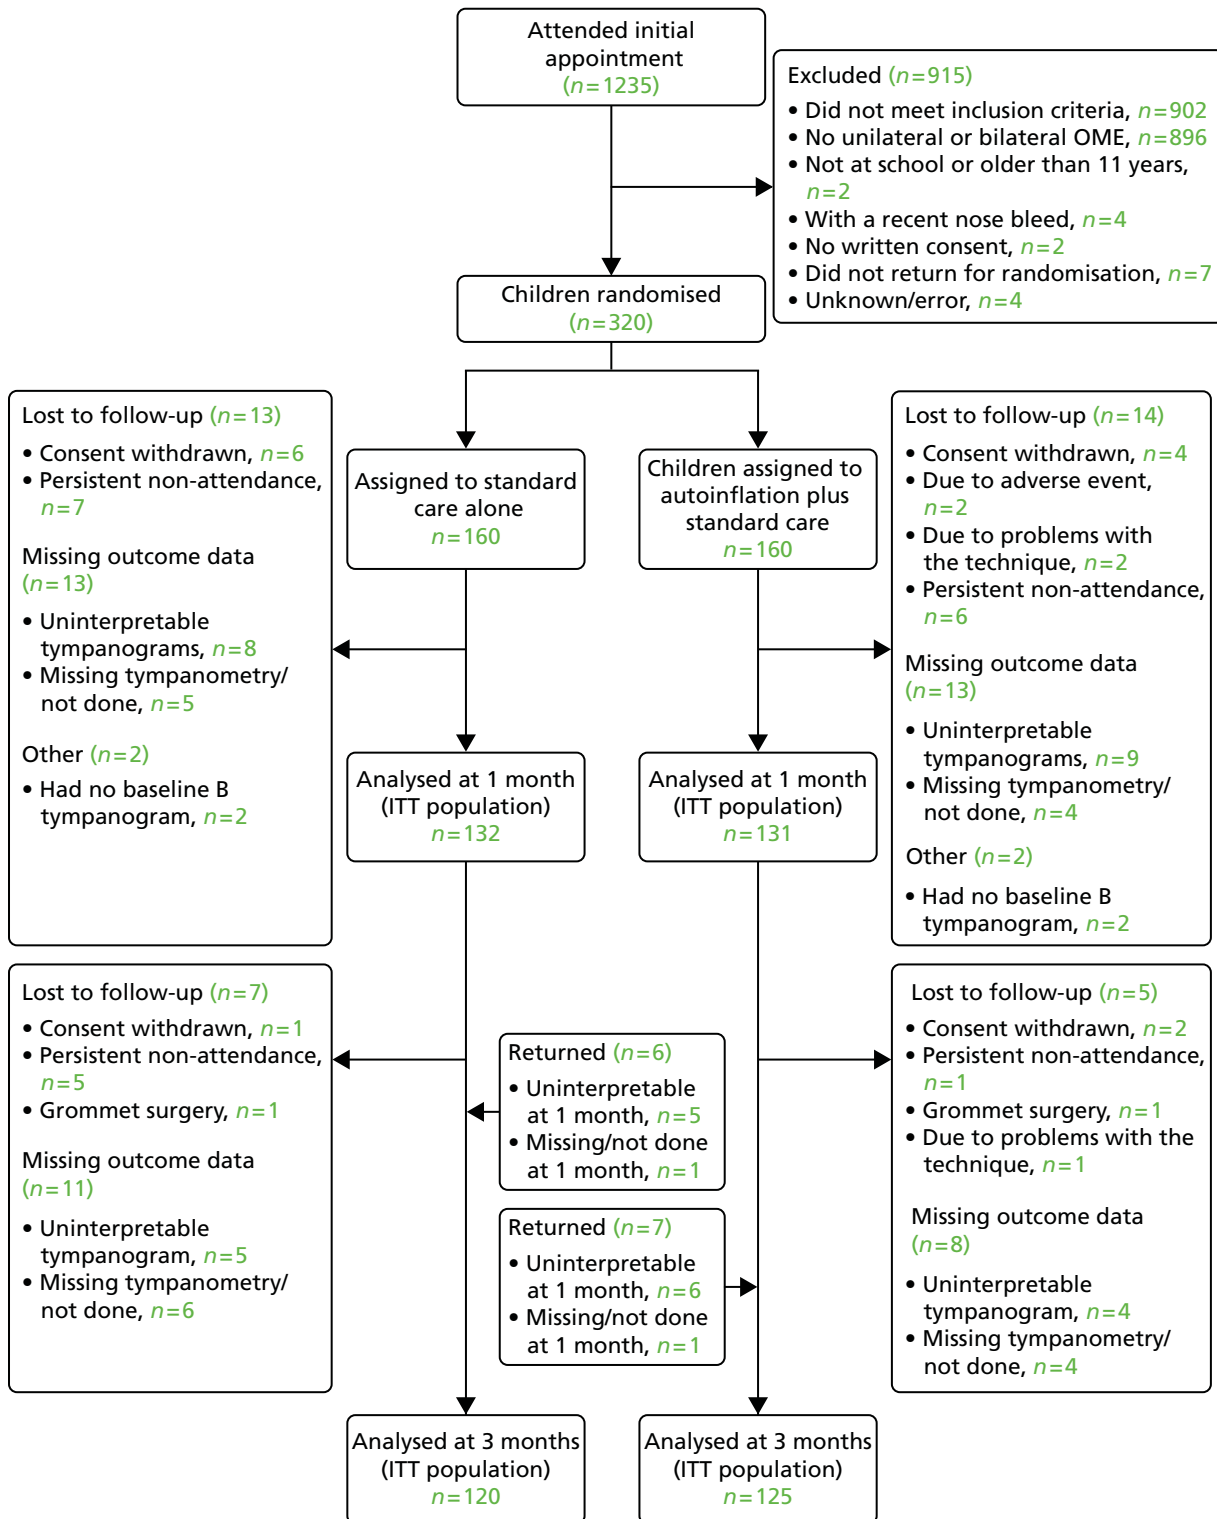 Attended initial
appointment
(n=1235)
Excluded (n=915)
• Did not meet inclusion criteria, n=902
• No unilateral or bilateral OME, n=896
• Not at school or older than 11 years,
n=2
• With a recent nose bleed, n=4
• No written consent, n=2
• Did not return for randomisation, n=7
• Unknown/error, n=4
Children randomised
(n=320)
Lost to follow-up (n=13)
• Consent withdrawn, n=6
• Persistent non-attendance,
n=7
Missing outcome data
(n=13)
• Uninterpretable
tympanograms, n=8
• Missing tympanometry/
not done, n=5
Other (n=2)
• Had no baseline B
tympanogram, n=2
Assigned to standard
care alone
n=160
Children assigned to
autoinflation plus
standard care
n=160
Lost to follow-up (n=14)
• Consent withdrawn, n=4
• Due to adverse event,
n=2
• Due to problems with
the technique, n=2
• Persistent non-attendance,
n=6
Missing outcome data
(n=13)
• Uninterpretable
tympanograms, n=9
• Missing tympanometry/
not done, n=4
Other (n=2)
• Had no baseline B
tympanogram, n=2
Analysed at 1 month
(ITT population)
n=132
Analysed at 1 month
(ITT population)
n=131
Lost to follow-up (n=7)
• Consent withdrawn, n=1
• Persistent non-attendance,
n=5
• Grommet surgery, n=1
Missing outcome data
(n=11)
• Uninterpretable
tympanogram, n=5
• Missing tympanometry/
not done, n=6
Returned (n=6)
• Uninterpretable
at 1 month, n=5
• Missing/not done
at 1 month, n=1
Returned (n=7)
• Uninterpretable
at 1 month, n=6
• Missing/not done
at 1 month, n=1
Lost to follow-up (n=5)
• Consent withdrawn, n=2
• Persistent non-attendance,
n=1
• Grommet surgery, n=1
• Due to problems with the
technique, n=1
Missing outcome data
(n=8)
• Uninterpretable
tympanogram, n=4
• Missing tympanometry/
not done, n=4
Analysed at 3 months
(ITT population)
n=120
Analysed at 3 months
(ITT population)
n=125